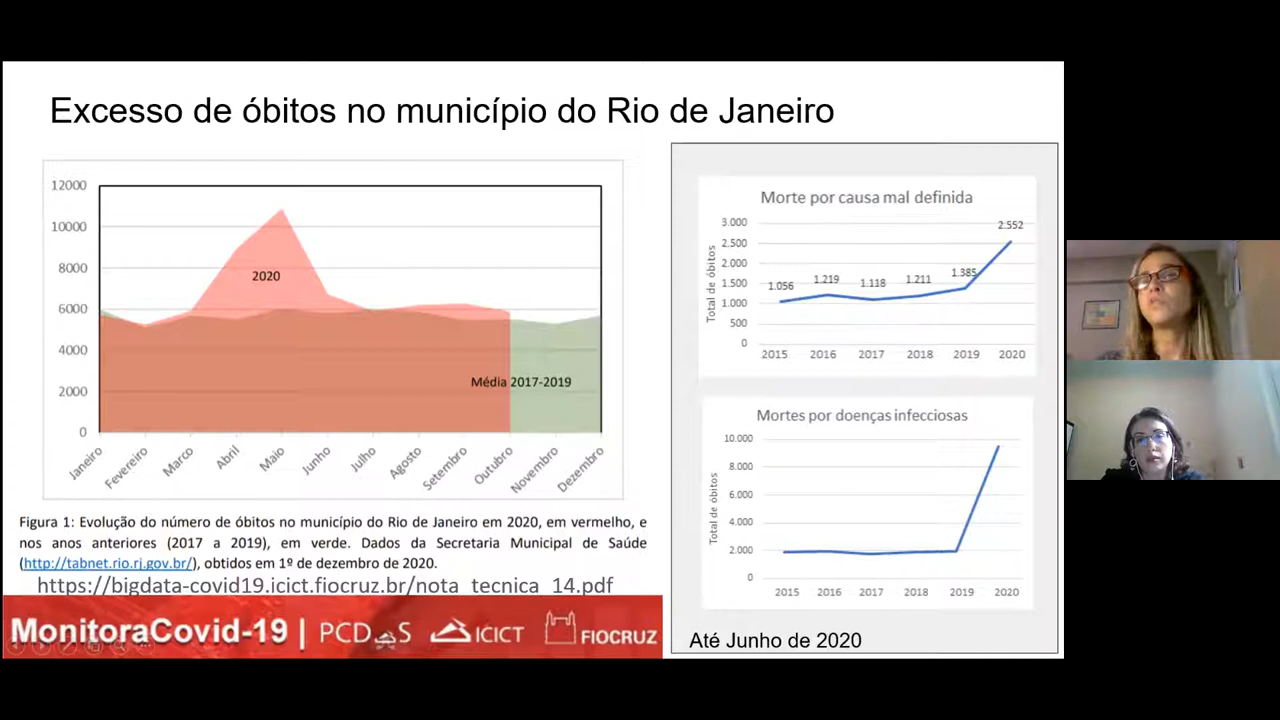 Excesso de óbitos no município do Rio de Janeiro
12000
10000
8000
6000
4000
2000
0
2020
Média 2017-2019
Janeiro
Fevereiro
Marco
Abril
Maio
Junho
Julho
Agosto
Setembro
Outubro
Novembro
Dezembro
Figura 1: Evolução do número de óbitos no município do Rio de Janeiro em 2020, em vermelho, e
nos anos anteriores (2017 a 2019), em verde. Dados da Secretaria Municipal de Saúde
(http://tabnet.rio.rj.gov.br/), obtidos em 1º de dezembro de 2020.
https://bigdata-covid19.icict.fiocruz.br/nota_tecnica_14.pdf
MonitoraCovid-19 | PCDaS ICICT FIOCRUZ
Morte por causa mal definida
Total de óbitos
3.000
2.500
2.000
1.500
1.000
500
0
1.056
1.219
1.118
1.211
1.385
2.552
2015 2016 2017 2018 2019 2020
Mortes por doenças infecciosas
Total de óbitos
10.000
8.000
6.000
4.000
2.000
0
2015 2016 2017 2018 2019 2020
Até Junho de 2020